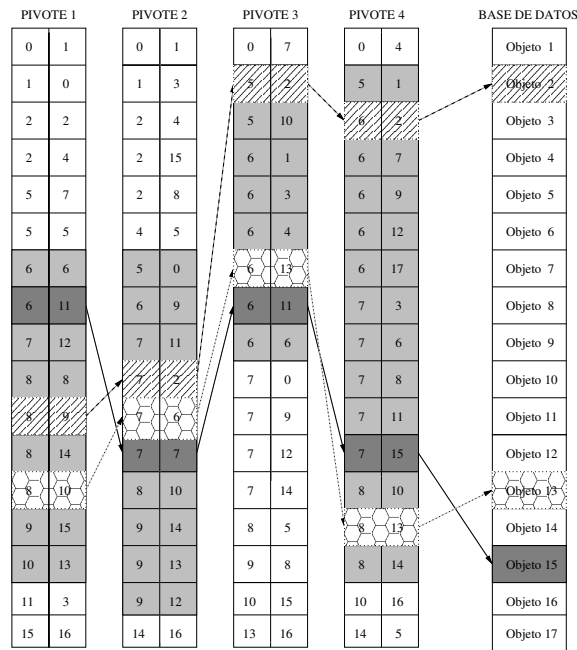 PIVOTE 1 PIVOTE 2 PIVOTE 3 PIVOTE 4 BASE DE DATOS
0 1 0 1 0 7 0 4 Objeto 1
1 0 1 3 5 2 5 1 Objeto 2
2 2 2 4 5 10 6 2 Objeto 3
2 4 2 15 6 1 6 7 Objeto 4
5 7 2 8 6 3 6 9 Objeto 5
5 5 4 5 6 4 6 12 Objeto 6
6 6 5 0 6 13 6 17 Objeto 7
6 11 6 9 6 11 7 3 Objeto 8
7 12 7 11 6 6 7 6 Objeto 9
8 8 7 2 7 0 7 8 Objeto 10
8 9 7 6 7 9 7 11 Objeto 11
8 14 7 7 7 12 7 15 Objeto 12
8 10 8 10 7 14 8 10 Objeto 13
9 15 9 14 8 5 8 13 Objeto 14
10 13 9 13 9 8 8 14 Objeto 15
11 3 9 12 10 15 10 16 Objeto 16
15 16 14 16 13 16 14 5 Objeto 17